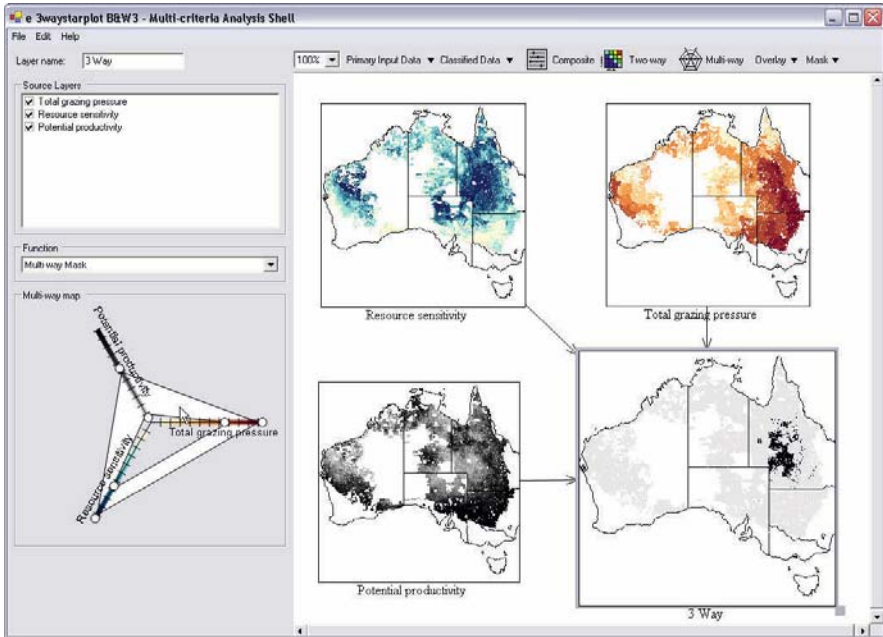 e 3waystarplot B&W3 - Multi-criteria Analysis Shell
File Edit Help
Layer name: 3 Way
100% Primary Input Data ▼ Classified Data ▼ Composite Two-way Multi-way Overlay ▼ Mask ▼
Source Layers
Total grazing pressure
Resource sensitivity
Potential productivity
Function
Multi-way Mask
Multi-way map
Potential productivity
Total grazing pressure
Resource sensitivity
Resource sensitivity
Total grazing pressure
Potential productivity
3 Way